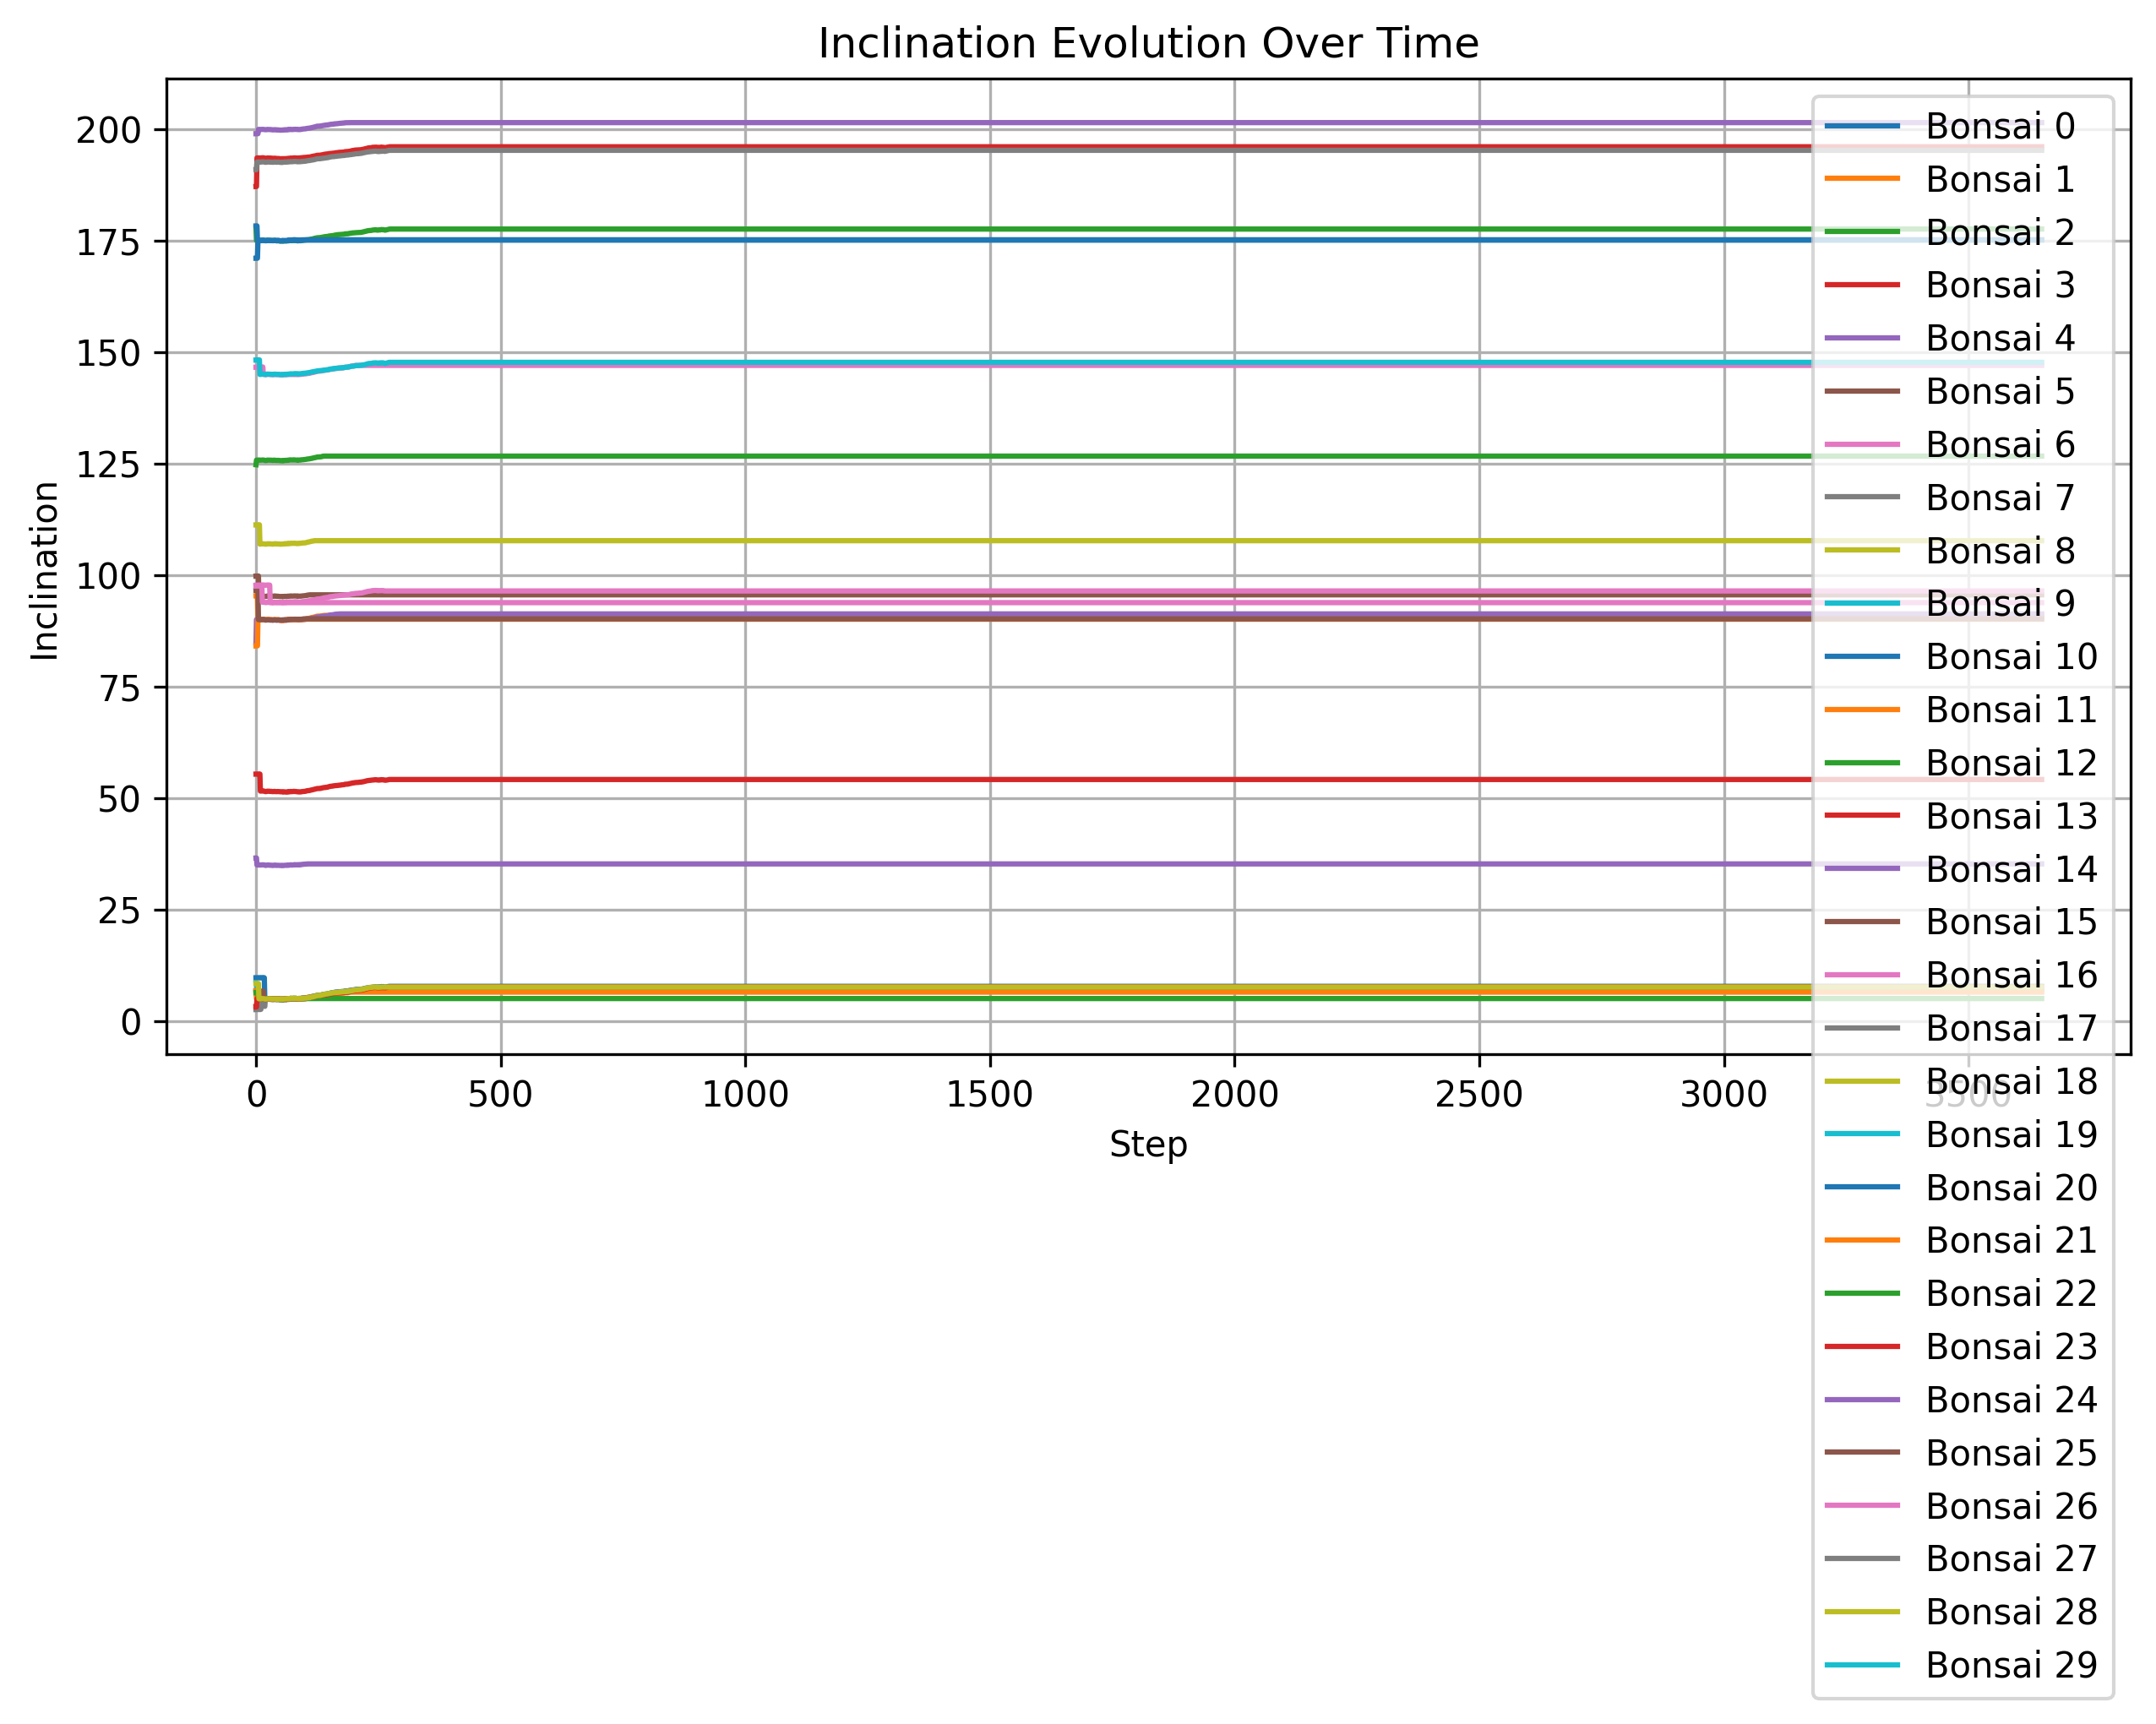 Inclination Evolution Over Time
Inclination
200
175
150
125
100
75
50
25
0
0 500 1000 1500 2000 2500 3000 3500
Step
Bonsai 0
Bonsai 1
Bonsai 2
Bonsai 3
Bonsai 4
Bonsai 5
Bonsai 6
Bonsai 7
Bonsai 8
Bonsai 9
Bonsai 10
Bonsai 11
Bonsai 12
Bonsai 13
Bonsai 14
Bonsai 15
Bonsai 16
Bonsai 17
Bonsai 18
Bonsai 19
Bonsai 20
Bonsai 21
Bonsai 22
Bonsai 23
Bonsai 24
Bonsai 25
Bonsai 26
Bonsai 27
Bonsai 28
Bonsai 29